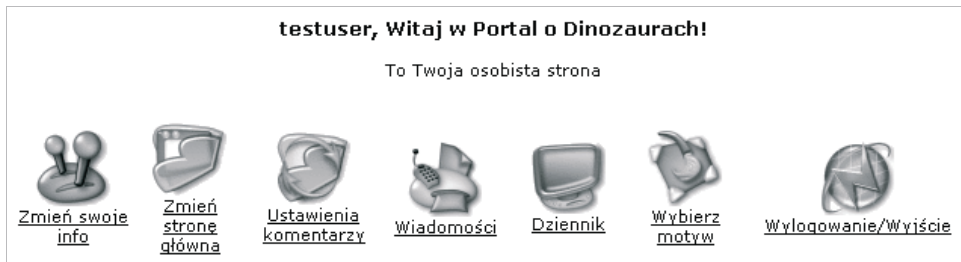 testuser, Witaj w Portal o Dinozaurach!
To Twoja osobista strona
Zmień swoje
info
Zmień
stronę
główna
Ustawienia
komentarzy
Wiadomości
Dziennik
Wybierz
motyw
Wylogowanie/Wyjście